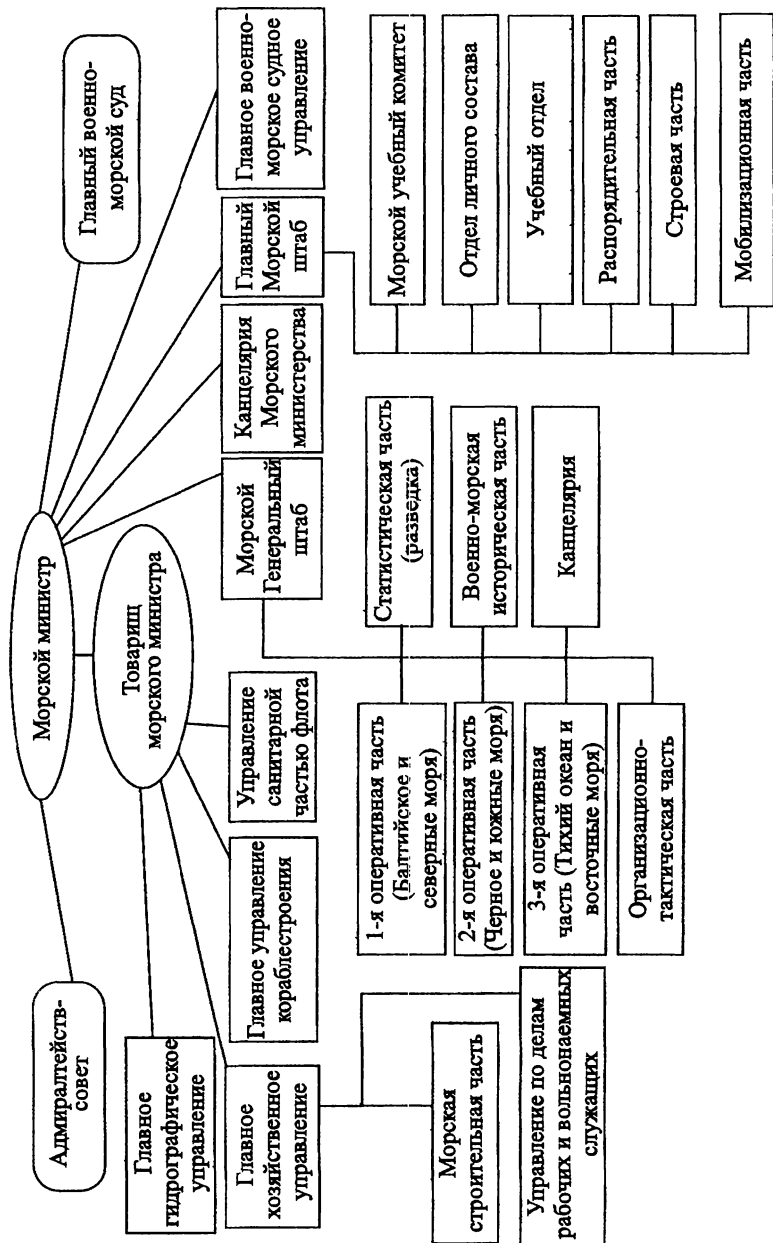 Морской министр
Товарищ
морского министра
Адмиралтейств-
совет
Главный военно-
морской суд
Главное
гидрографическое
управление
Главное
хозяйственное
управление
Главное управление
кораблестроения
Управление
санитарной
частью флота
Морской
Генеральный
штаб
Канцелярия
Морского
министерства
Главный
Морской
штаб
Главное военно-
морское судное
управление
Морская
строительная часть
Управление по делам
рабочих и вольнонаемных
служащих
1-я оперативная часть
(Балтийское и
северные моря)
2-я оперативная часть
(Черное и южные моря)
3-я оперативная
часть (Тихий океан и
восточные моря)
Организационно-
тактическая часть
Статистическая часть
(разведка)
Военно-морская
историческая часть
Канцелярия
Морской учебный комитет
Отдел личного состава
Учебный отдел
Распорядительная часть
Строевая часть
Мобилизационная часть